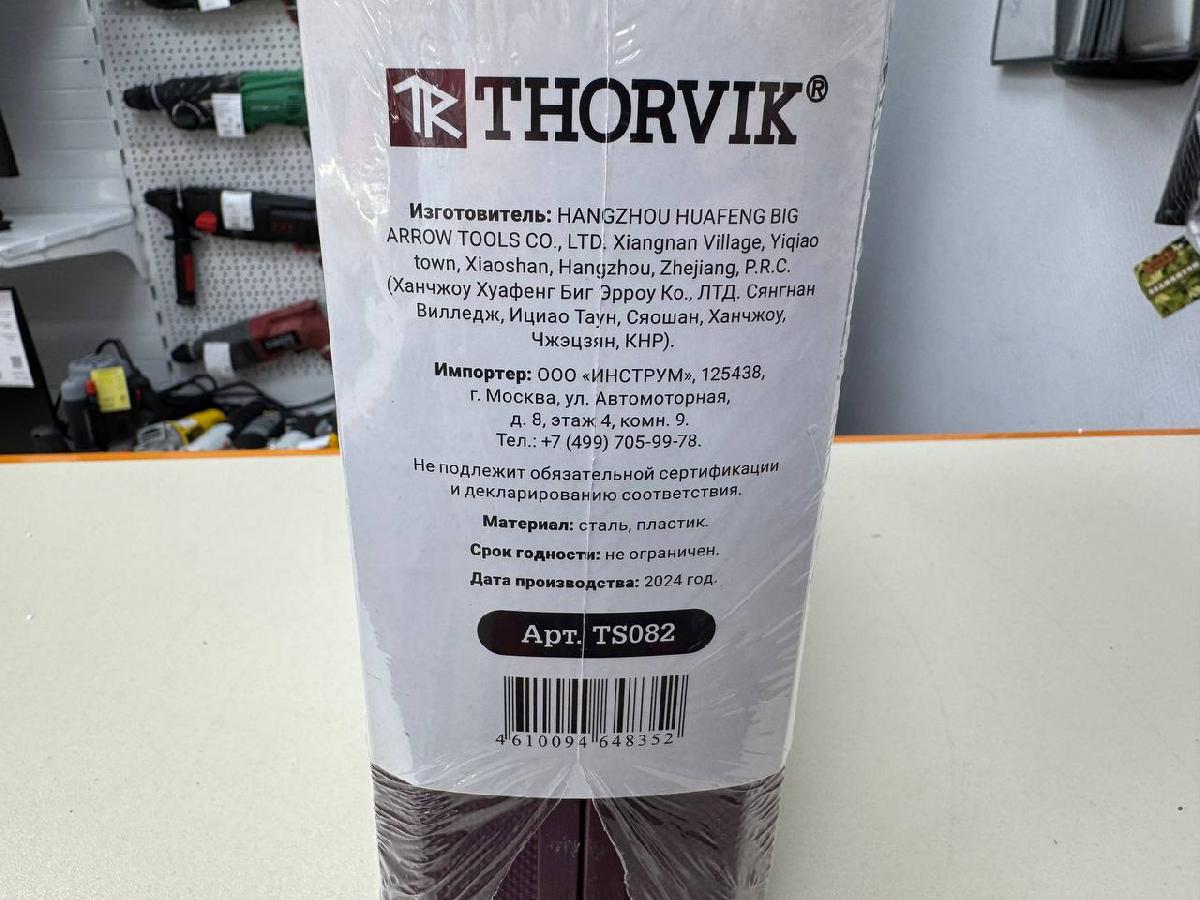 TR THORVIK®
Изготовитель: HANGZHOU HUAFENG BIG
ARROW TOOLS CO., LTD. Xiangnan Village, Yiqiao
town, Xiaoshan, Hangzhou, Zhejiang, P.R.C.
(Ханчжоу Хуафенг Биг Эрроу Ко., ЛТД. Сянгнан
Вилледж, Ициао Таун, Сяошан, Ханчжоу,
Чжэцзян, КНР).
Импортер: ООО «ИНСТРУМ», 125438,
г. Москва, ул. Автомоторная,
д. 8, этаж 4, комн. 9.
Тел.: +7 (499) 705-99-78.
Не подлежит обязательной сертификации
и декларированию соответствия.
Материал: сталь, пластик.
Срок годности: не ограничен.
Дата производства: 2024 год.
Арт. TS082
4610094648352